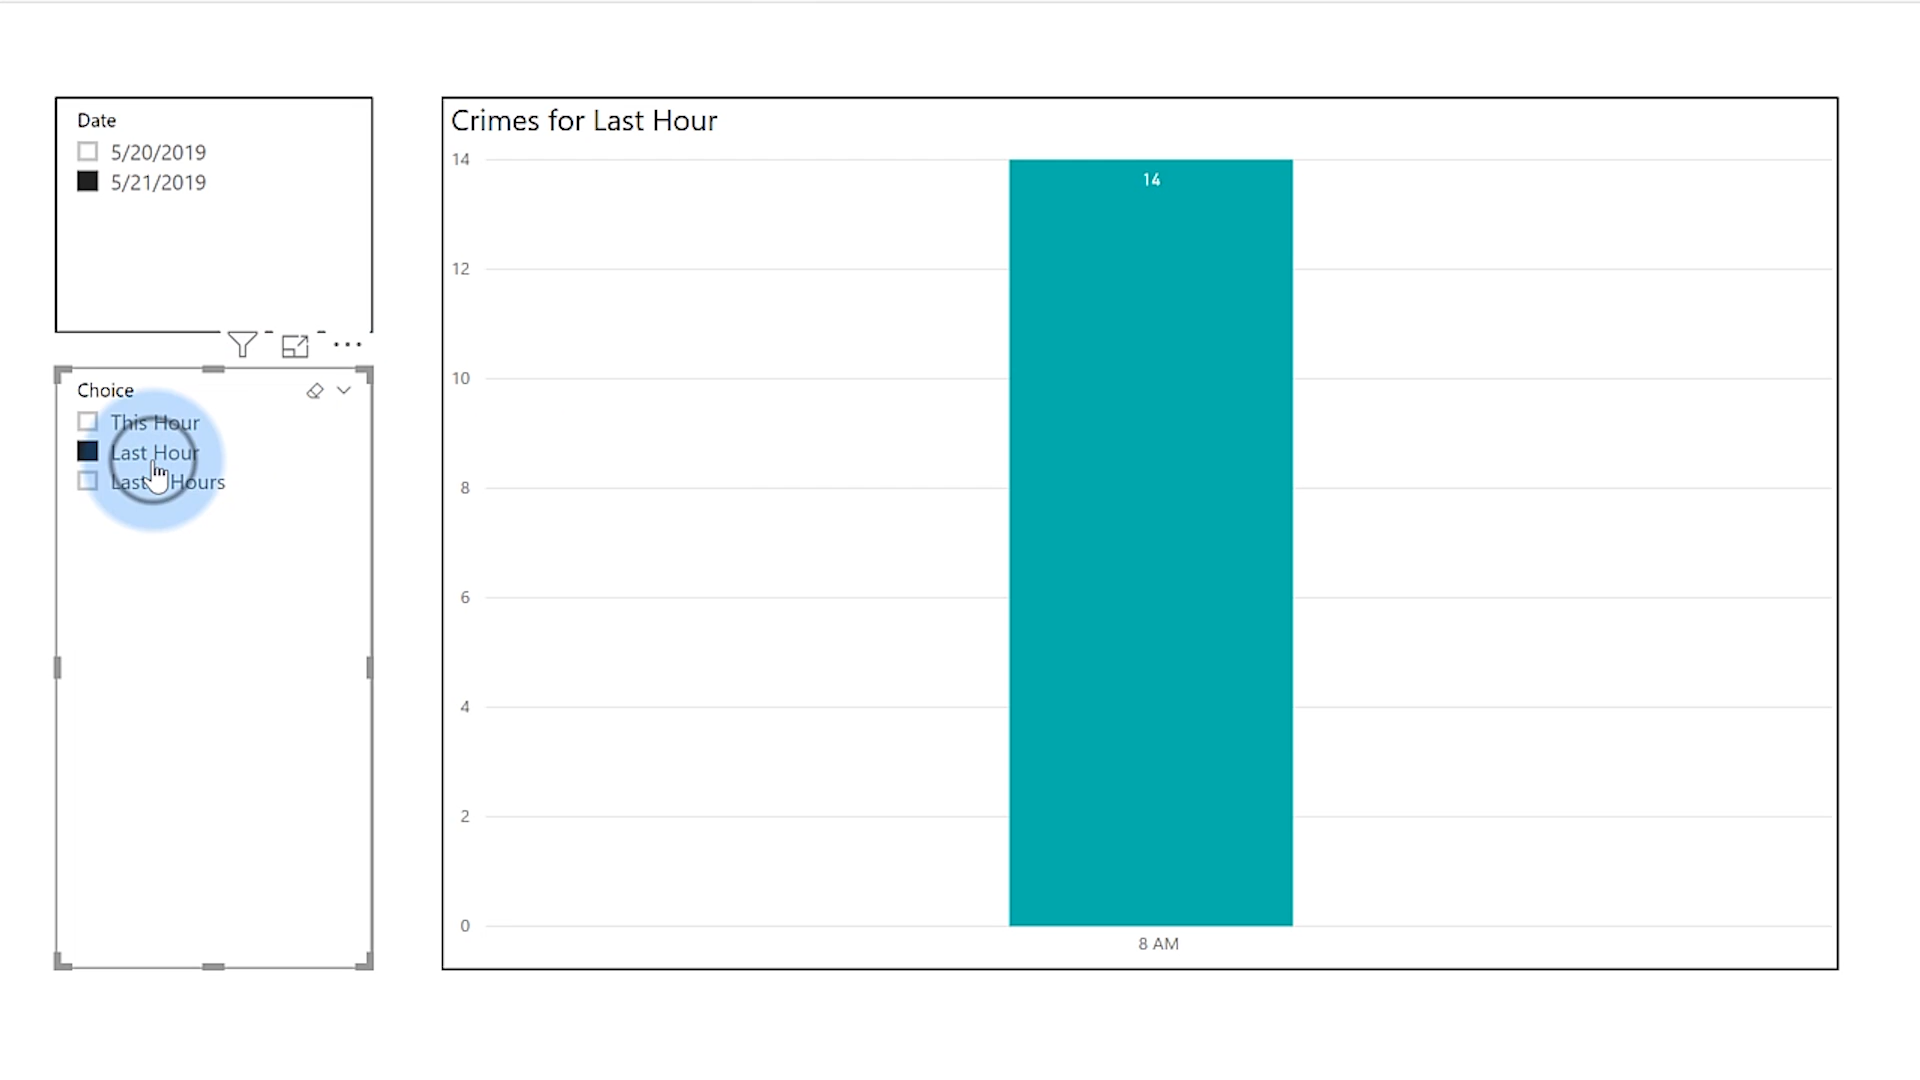 Date
5/20/2019
5/21/2019
Choice
This Hour
Last Hour
Last Hours
Crimes for Last Hour
14
12
10
8
6
4
2
0
14
8 AM